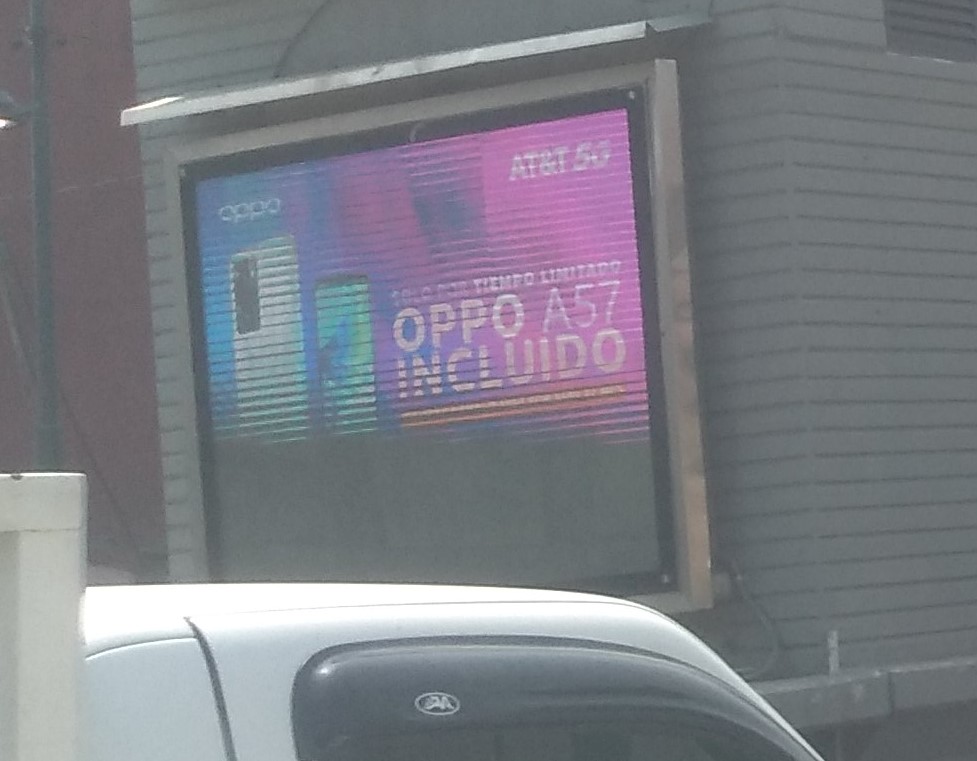 AT&T 5G
oppo
SOLO POR TIEMPO LIMITADO
OPPO A57
INCLUIDO